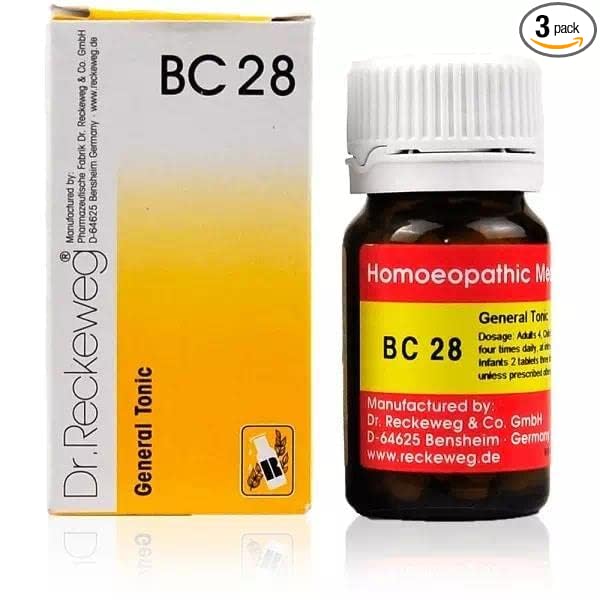 3
pack
BC 28
Manufactured by:
Pharmazeutische Fabrik Dr. Reckeweg & Co. GmbH
D-64625 Bensheim Germany · www.reckeweg.de
Dr. Reckeweg®
General Tonic
R
Homoeopathic
BC 28
General Tonic
Dosage: Adults 4,
four times daily, at
Infants 2 tablets three
unless prescribed
Manufactured by:
Dr. Reckeweg & Co. GmbH
D-64625 Bensheim · Germany
www.reckeweg.de